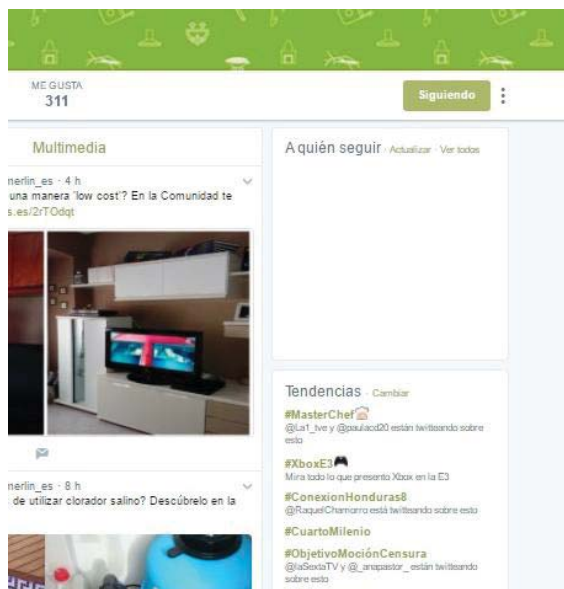 ME GUSTA
311
Siguiendo
Multimedia
merlin_es · 4 h
una manera 'low cost'? En la Comunidad te
s.es/2rTOdqt
merlin_es · 8 h
de utilizar clorador salino? Descúbrelo en la
A quién seguir · Actualizar · Ver todos
Tendencias · Cambiar
#MasterChef
@La1_tve y @paulacd20 están twitteando sobre
esto
#XboxE3
Mira todo lo que presento Xbox en la E3
#ConexionHonduras8
@RaquelChamorro está twitteando sobre esto
#CuartoMilenio
#ObjetivoMociónCensura
@laSextaTV y @_anapastor_ están twitteando
sobre esto